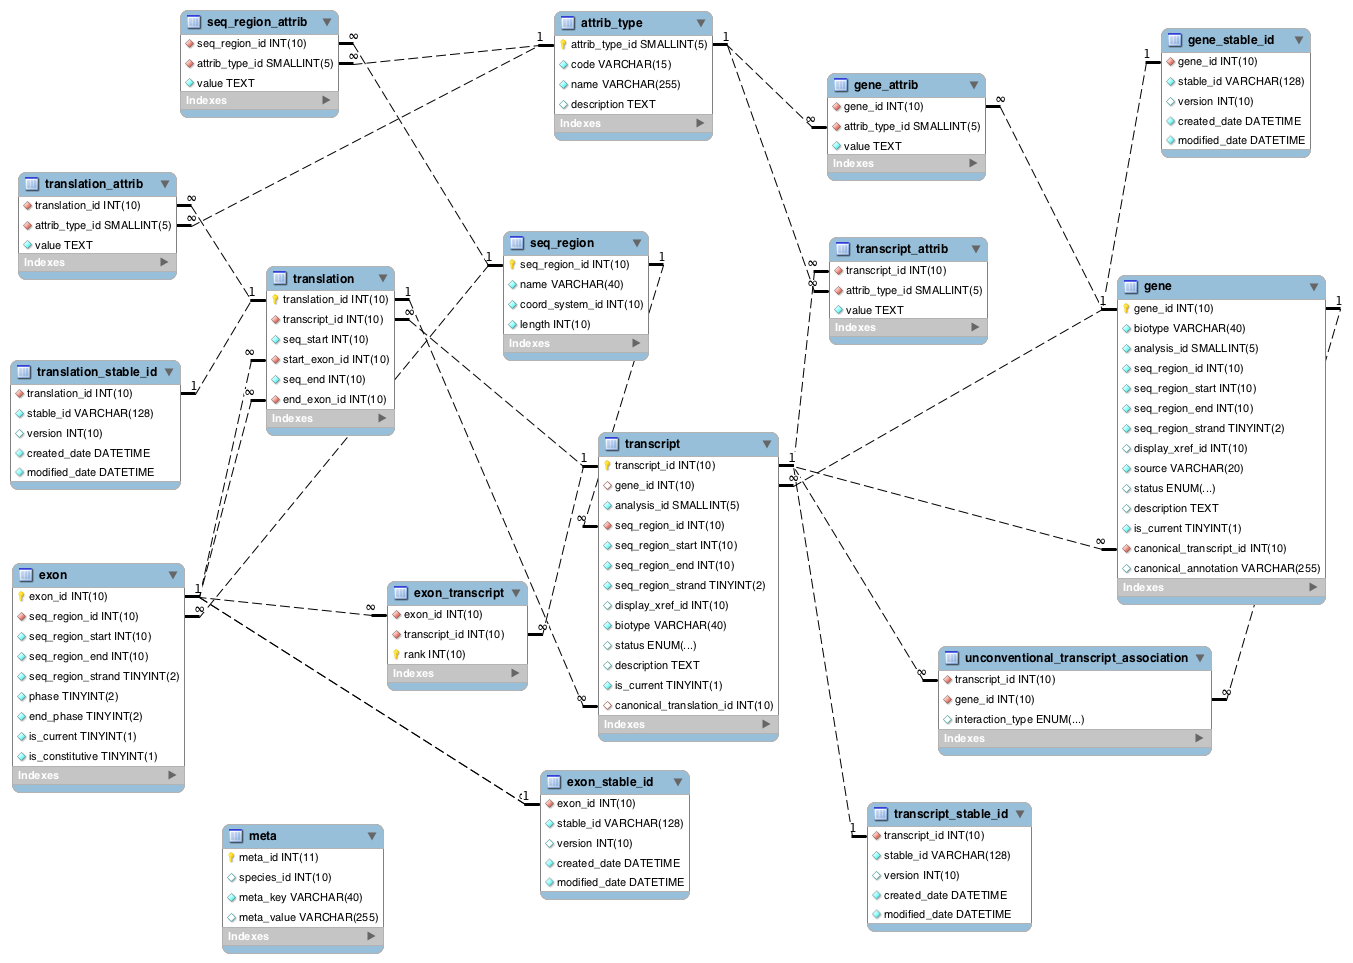 seq_region_attrib
seq_region_id INT(10)
attrib_type_id SMALLINT(5)
value TEXT
Indexes
attrib_type
attrib_type_id SMALLINT(5)
code VARCHAR(15)
name VARCHAR(255)
description TEXT
Indexes
gene_attrib
gene_id INT(10)
attrib_type_id SMALLINT(5)
value TEXT
Indexes
gene_stable_id
gene_id INT(10)
stable_id VARCHAR(128)
version INT(10)
created_date DATETIME
modified_date DATETIME
translation_attrib
translation_id INT(10)
attrib_type_id SMALLINT(5)
value TEXT
Indexes
translation
translation_id INT(10)
transcript_id INT(10)
seq_start INT(10)
start_exon_id INT(10)
seq_end INT(10)
end_exon_id INT(10)
Indexes
seq_region
seq_region_id INT(10)
name VARCHAR(40)
coord_system_id INT(10)
length INT(10)
Indexes
transcript_attrib
transcript_id INT(10)
attrib_type_id SMALLINT(5)
value TEXT
Indexes
gene
gene_id INT(10)
biotype VARCHAR(40)
analysis_id SMALLINT(5)
seq_region_id INT(10)
seq_region_start INT(10)
seq_region_end INT(10)
seq_region_strand TINYINT(2)
display_xref_id INT(10)
source VARCHAR(20)
status ENUM(...)
description TEXT
is_current TINYINT(1)
canonical_transcript_id INT(10)
canonical_annotation VARCHAR(255)
Indexes
translation_stable_id
translation_id INT(10)
stable_id VARCHAR(128)
version INT(10)
created_date DATETIME
modified_date DATETIME
transcript
transcript_id INT(10)
gene_id INT(10)
analysis_id SMALLINT(5)
seq_region_id INT(10)
seq_region_start INT(10)
seq_region_end INT(10)
seq_region_strand TINYINT(2)
display_xref_id INT(10)
biotype VARCHAR(40)
status ENUM(...)
description TEXT
is_current TINYINT(1)
canonical_translation_id INT(10)
Indexes
exon
exon_id INT(10)
seq_region_id INT(10)
seq_region_start INT(10)
seq_region_end INT(10)
seq_region_strand TINYINT(2)
phase TINYINT(2)
end_phase TINYINT(2)
is_current TINYINT(1)
is_constitutive TINYINT(1)
Indexes
exon_transcript
exon_id INT(10)
transcript_id INT(10)
rank INT(10)
Indexes
unconventional_transcript_association
transcript_id INT(10)
gene_id INT(10)
interaction_type ENUM(...)
Indexes
exon_stable_id
exon_id INT(10)
stable_id VARCHAR(128)
version INT(10)
created_date DATETIME
modified_date DATETIME
transcript_stable_id
transcript_id INT(10)
stable_id VARCHAR(128)
version INT(10)
created_date DATETIME
modified_date DATETIME
meta
meta_id INT(11)
species_id INT(10)
meta_key VARCHAR(40)
meta_value VARCHAR(255)
Indexes